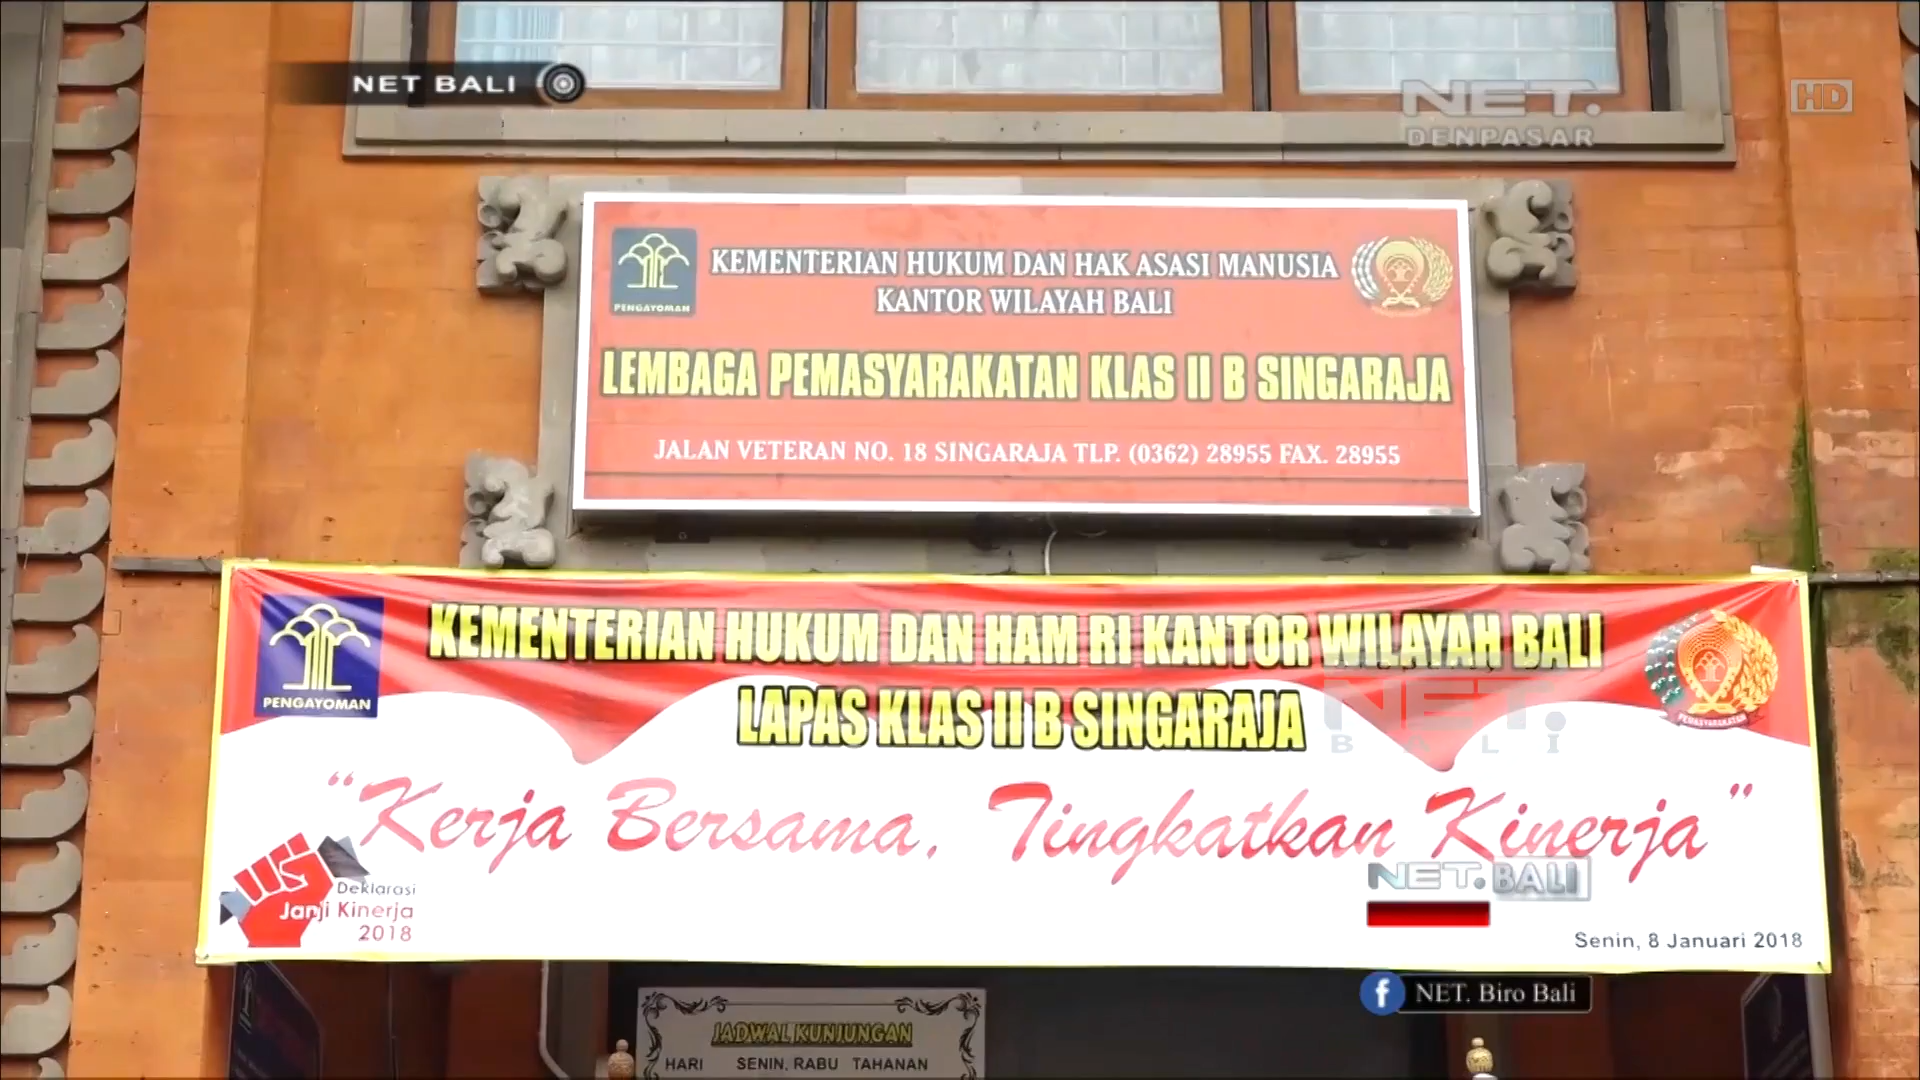 NET BALI
NET.
DENPASAR
HD
KEMENTERIAN HUKUM DAN HAK ASASI MANUSIA
KANTOR WILAYAH BALI
PENGAYOMAN
LEMBAGA PEMASYARAKATAN KLAS II B SINGARAJA
JALAN VETERAN NO. 18 SINGARAJA TLP. (0362) 28955 FAX. 28955
KEMENTERIAN HUKUM DAN HAM RI KANTOR WILAYAH BALI
PENGAYOMAN
LAPAS KLAS II B SINGARAJA
PEMASYARAKATAN
NET.
BALI
"Kerja Bersama, Tingkatkan Kinerja"
Deklarasi
Janji Kinerja
2018
NET. BALI
Senin, 8 Januari 2018
NET. Biro Bali
JADWAL KUNJUNGAN
HARI SENIN, RABU TAHANAN